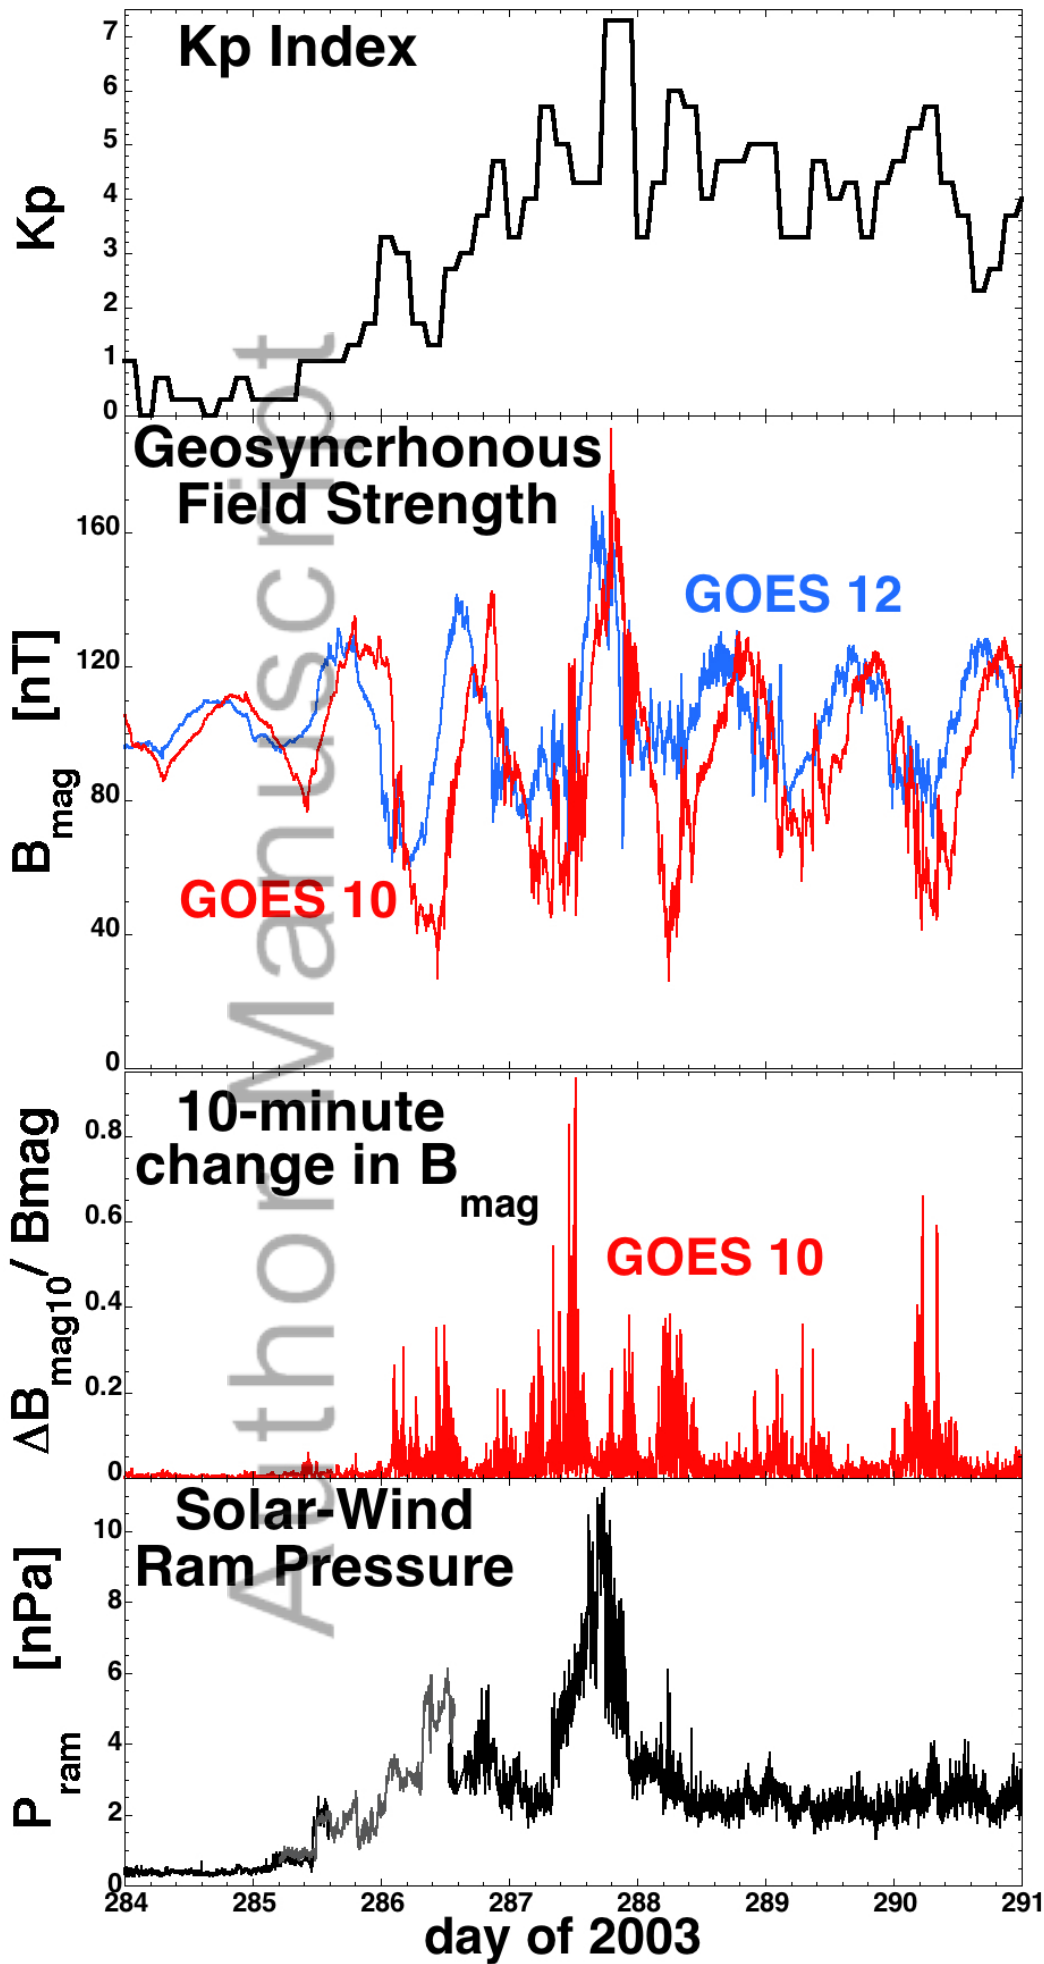 Kp Index
Kp
7
6
5
4
3
2
1
0
Geosyncrhonous
Field Strength
GOES 12
GOES 10
B mag [nT]
160
120
80
40
0
10-minute
change in B mag
GOES 10
ΔBmag10/ Bmag
0.8
0.6
0.4
0.2
0
Solar-Wind
Ram Pressure
P ram [nPa]
10
8
6
4
2
0
284 285 286 287 288 289 290 291
day of 2003
Author Manuscript